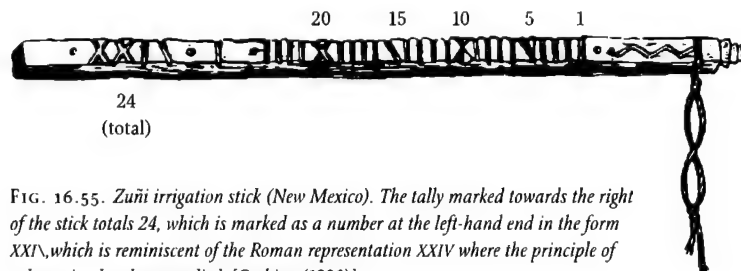 20 15 10 5 1
24
(total)
FIG. 16.55. Zuñi irrigation stick (New Mexico). The tally marked towards the right
of the stick totals 24, which is marked as a number at the left-hand end in the form
XXI\,which is reminiscent of the Roman representation XXIV where the principle of